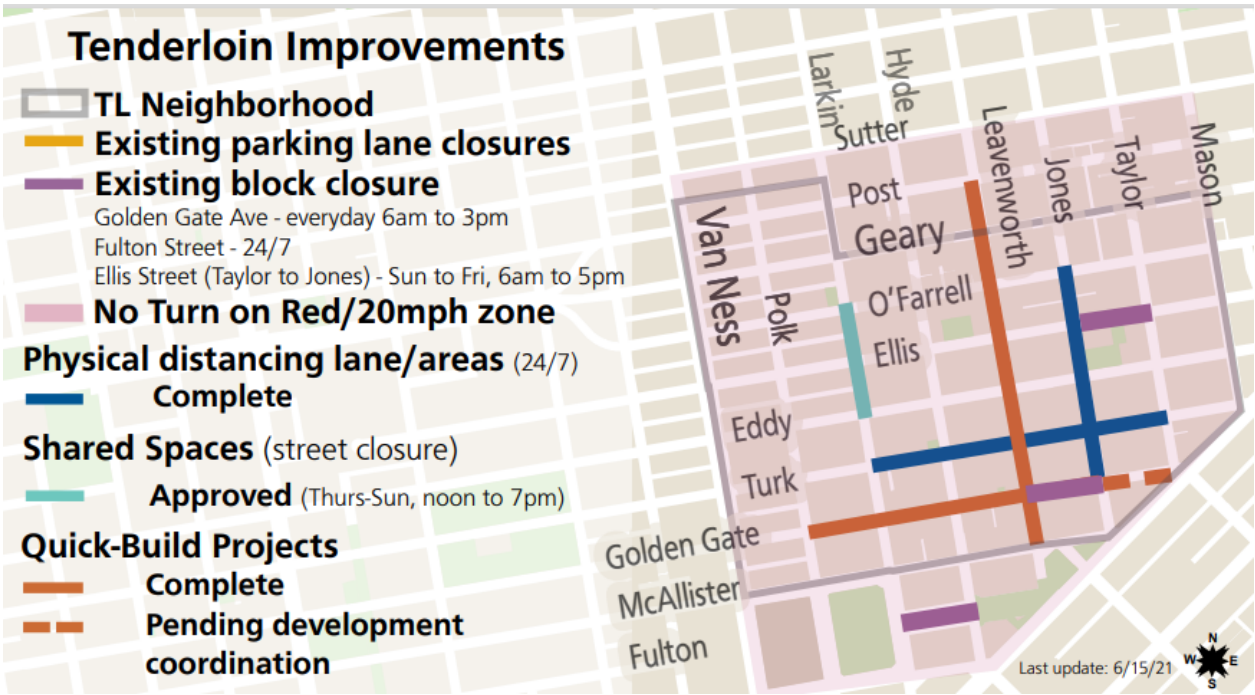 Tenderloin Improvements
TL Neighborhood
Existing parking lane closures
Existing block closure
Golden Gate Ave - everyday 6am to 3pm
Fulton Street - 24/7
Ellis Street (Taylor to Jones) - Sun to Fri, 6am to 5pm
No Turn on Red/20mph zone
Physical distancing lane/areas (24/7)
Complete
Shared Spaces (street closure)
Approved (Thurs-Sun, noon to 7pm)
Quick-Build Projects
Complete
Pending development
coordination
Larkin
Hyde
Sutter
Leavenworth
Jones
Taylor
Mason
Post
Geary
Van Ness
Polk
O'Farrell
Ellis
Eddy
Turk
Golden Gate
McAllister
Fulton
Last update: 6/15/21
N
W
E
S